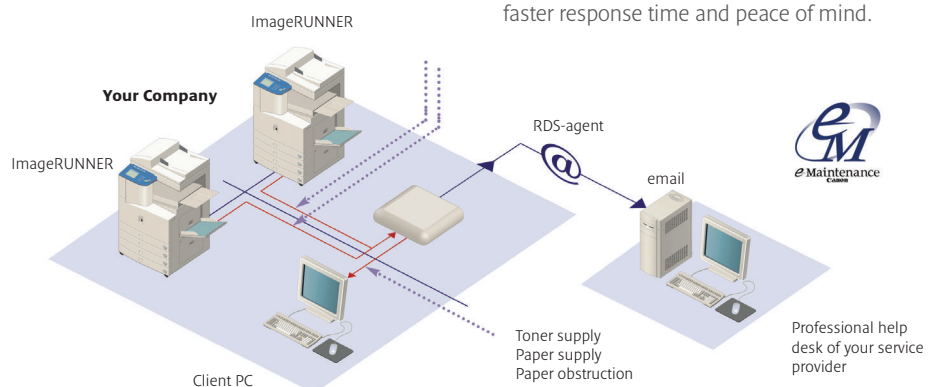 faster response time and peace of mind.
ImageRUNNER
Your Company
ImageRUNNER
RDS-agent
@
email
eM
e-Maintenance
Canon
Toner supply
Paper supply
Paper obstruction
Professional help
desk of your service
provider
Client PC